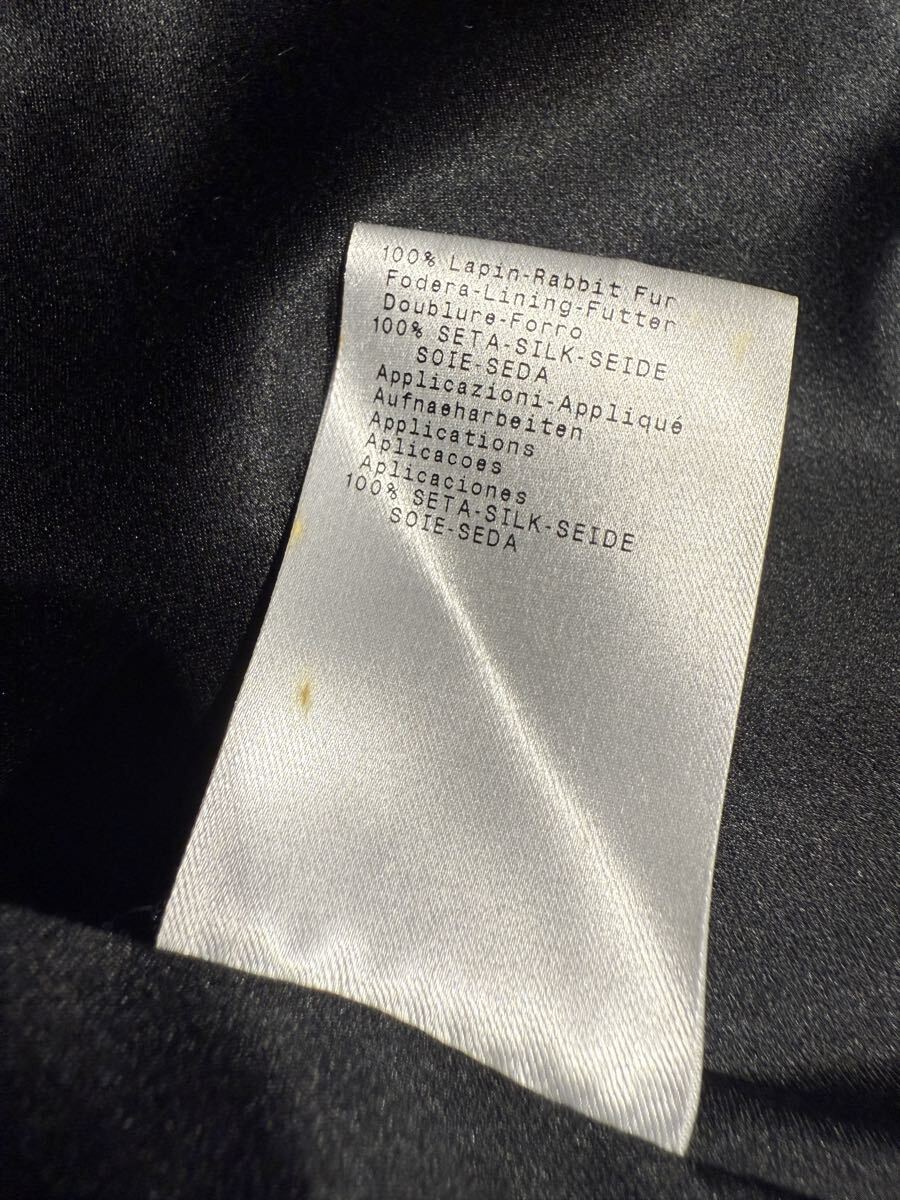 100% Lapin-Rabbit Fur
Fodera-Lining-Futter
Doublure-Forro
100% SETA-SILK-SEIDE
SOIE-SEDA
Applicazioni-Appliqué
Aufnaeharbeiten
Applications
Aplicacoes
Aplicaciones
100% SETA-SILK-SEIDE
SOIE-SEDA